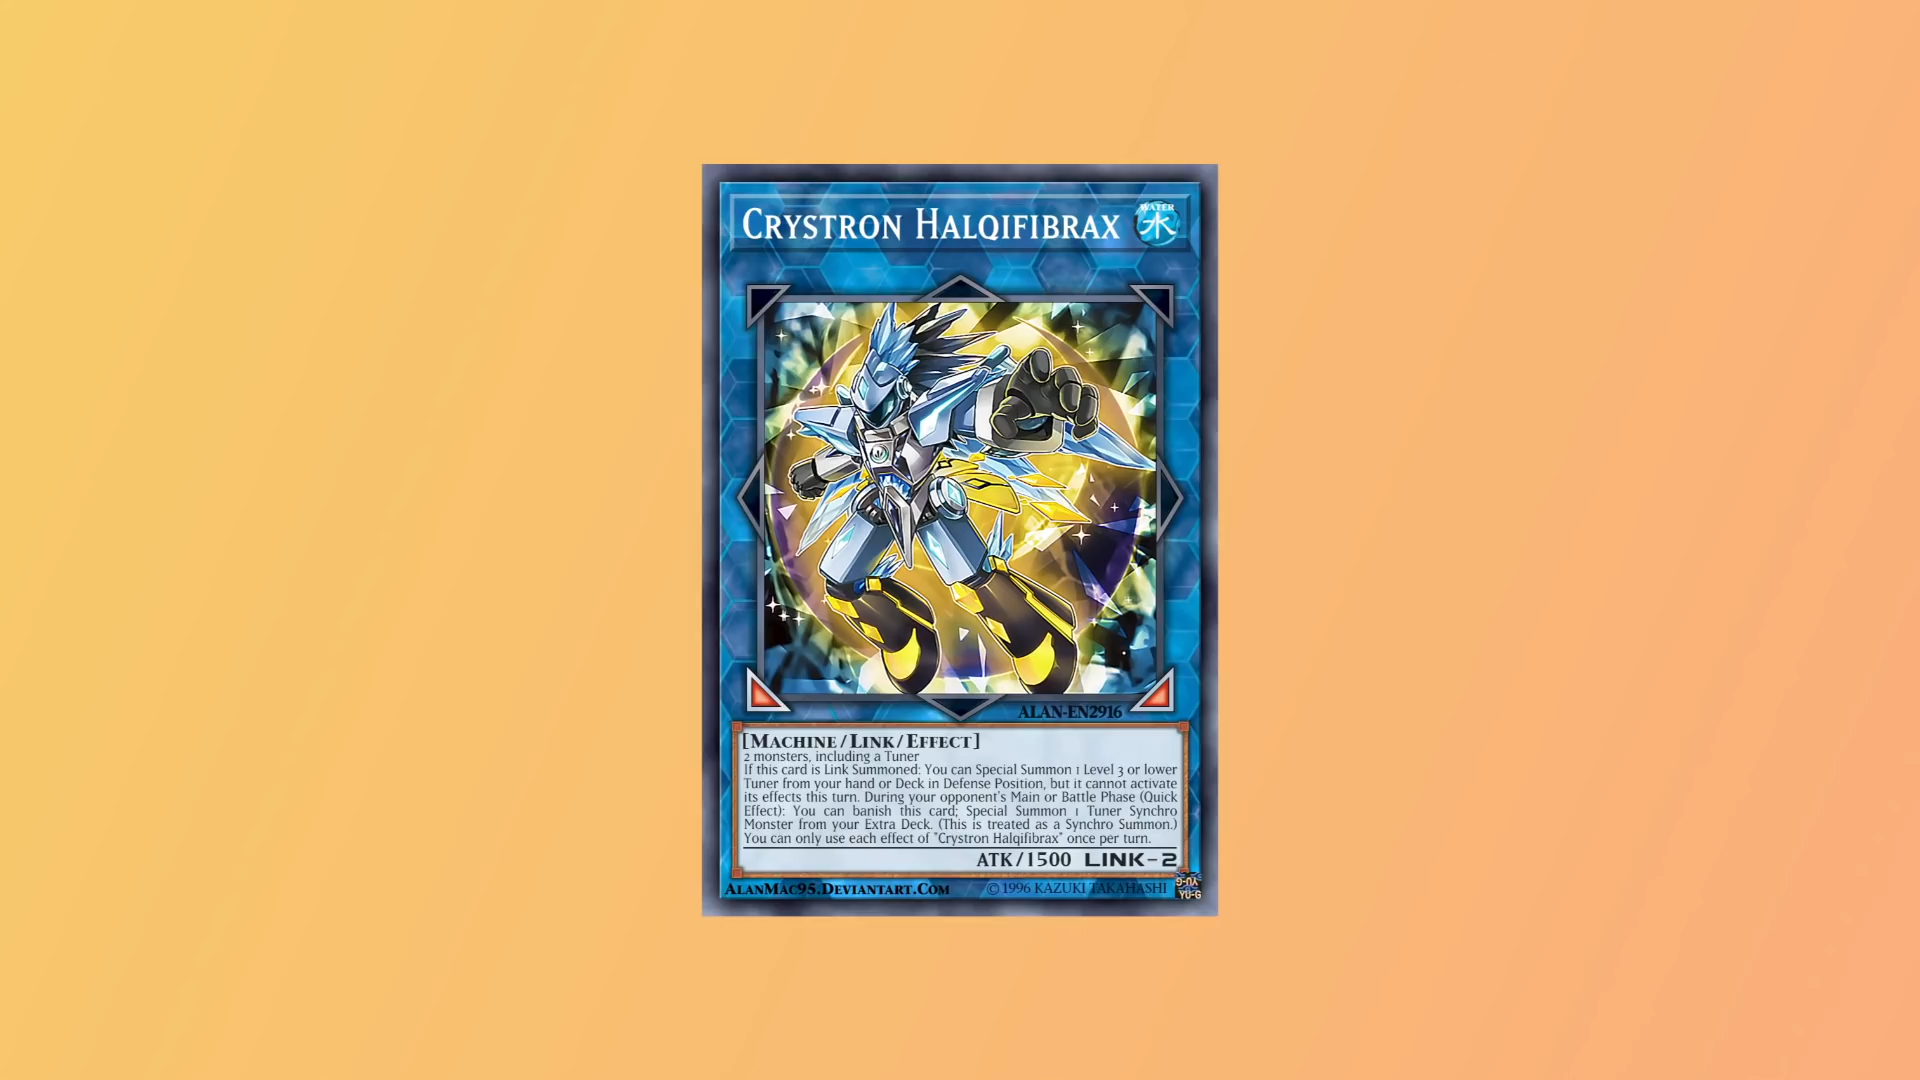 Crystron Halqifibrax
WATER
水
ALAN-EN2916
[Machine/Link/Effect]
2 monsters, including a Tuner
If this card is Link Summoned: You can Special Summon 1 Level 3 or lower
Tuner from your hand or Deck in Defense Position, but it cannot activate
its effects this turn. During your opponent's Main or Battle Phase (Quick
Effect): You can banish this card; Special Summon 1 Tuner Synchro
Monster from your Extra Deck. (This is treated as a Synchro Summon.)
You can only use each effect of "Crystron Halqifibrax" once per turn.
ATK/1500 LINK-2
AlanMac95.Deviantart.Com
©1996 KAZUKI TAKAHASHI
YU-G
YU-G